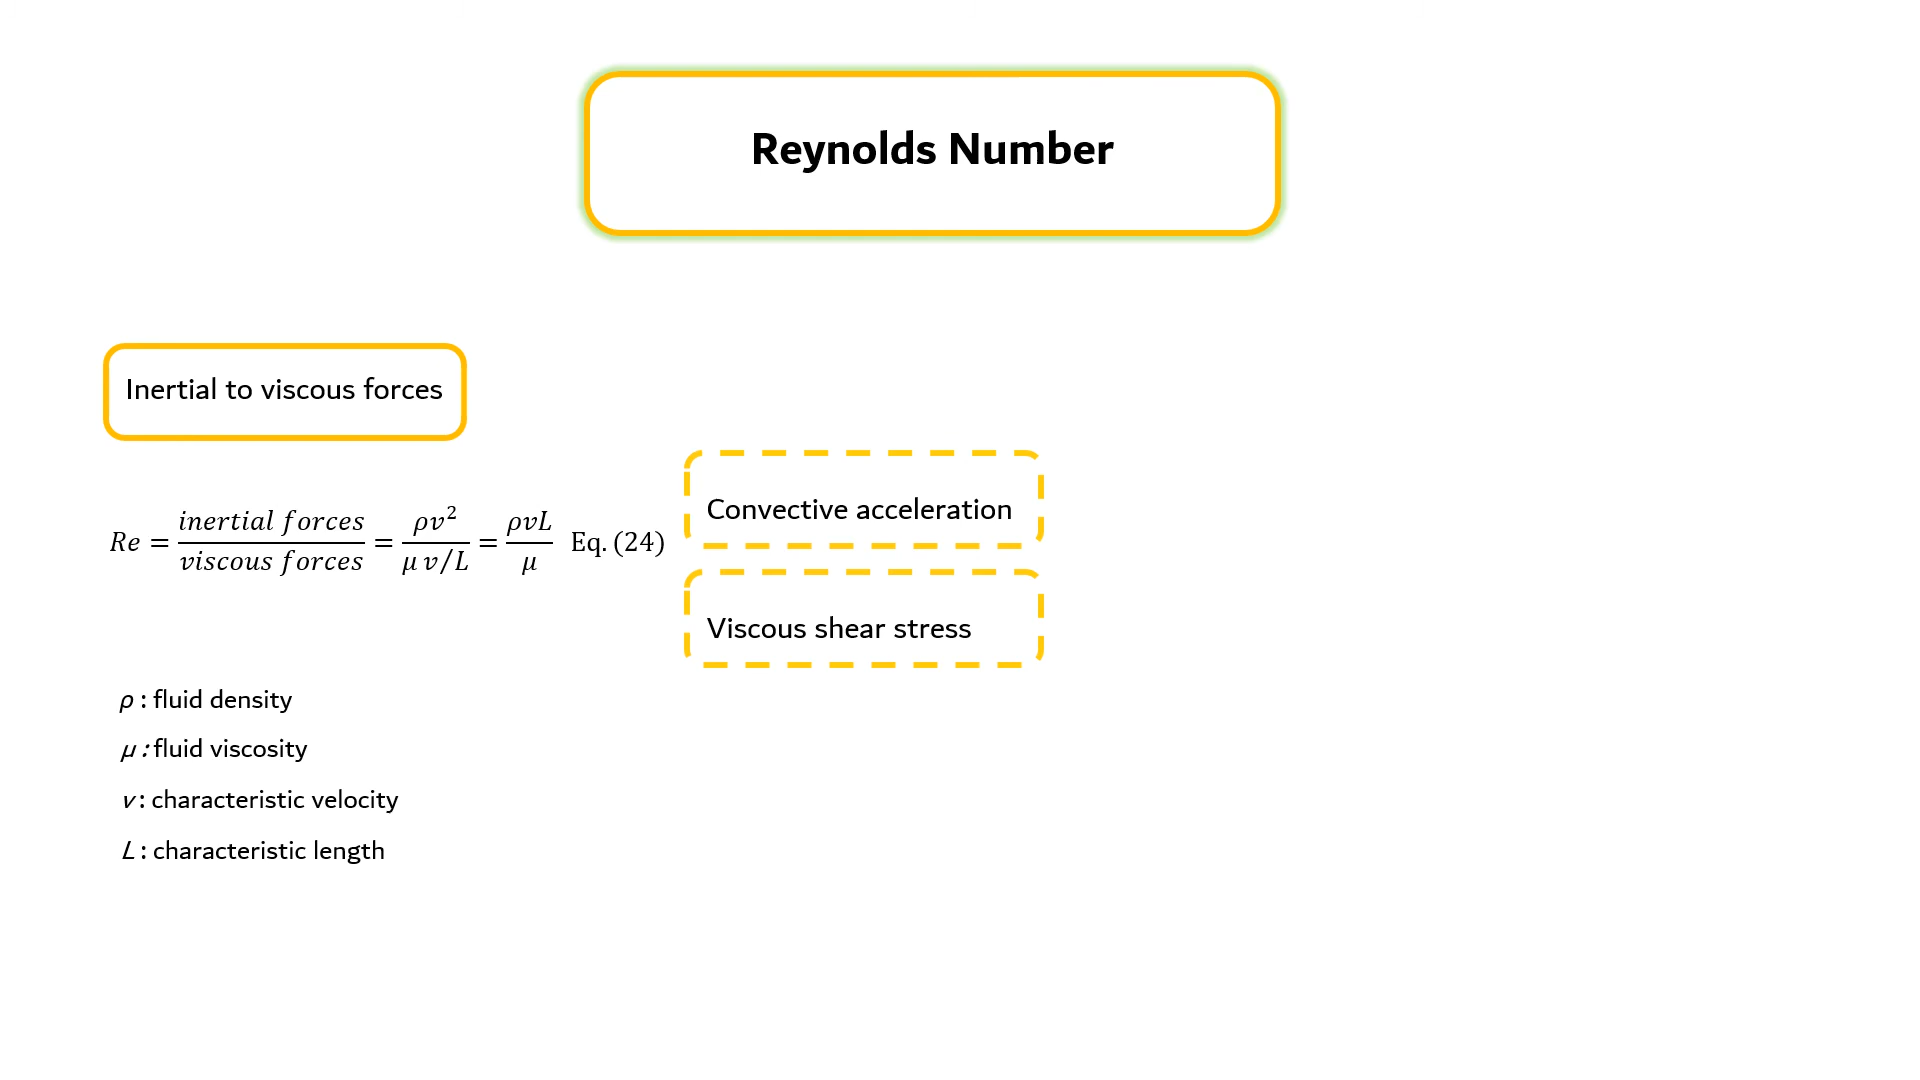 Reynolds Number
Inertial to viscous forces
Re = inertial forces / viscous forces = ρv² / μ v/L = ρvL / μ Eq. (24)
Convective acceleration
Viscous shear stress
ρ : fluid density
μ : fluid viscosity
v : characteristic velocity
L : characteristic length